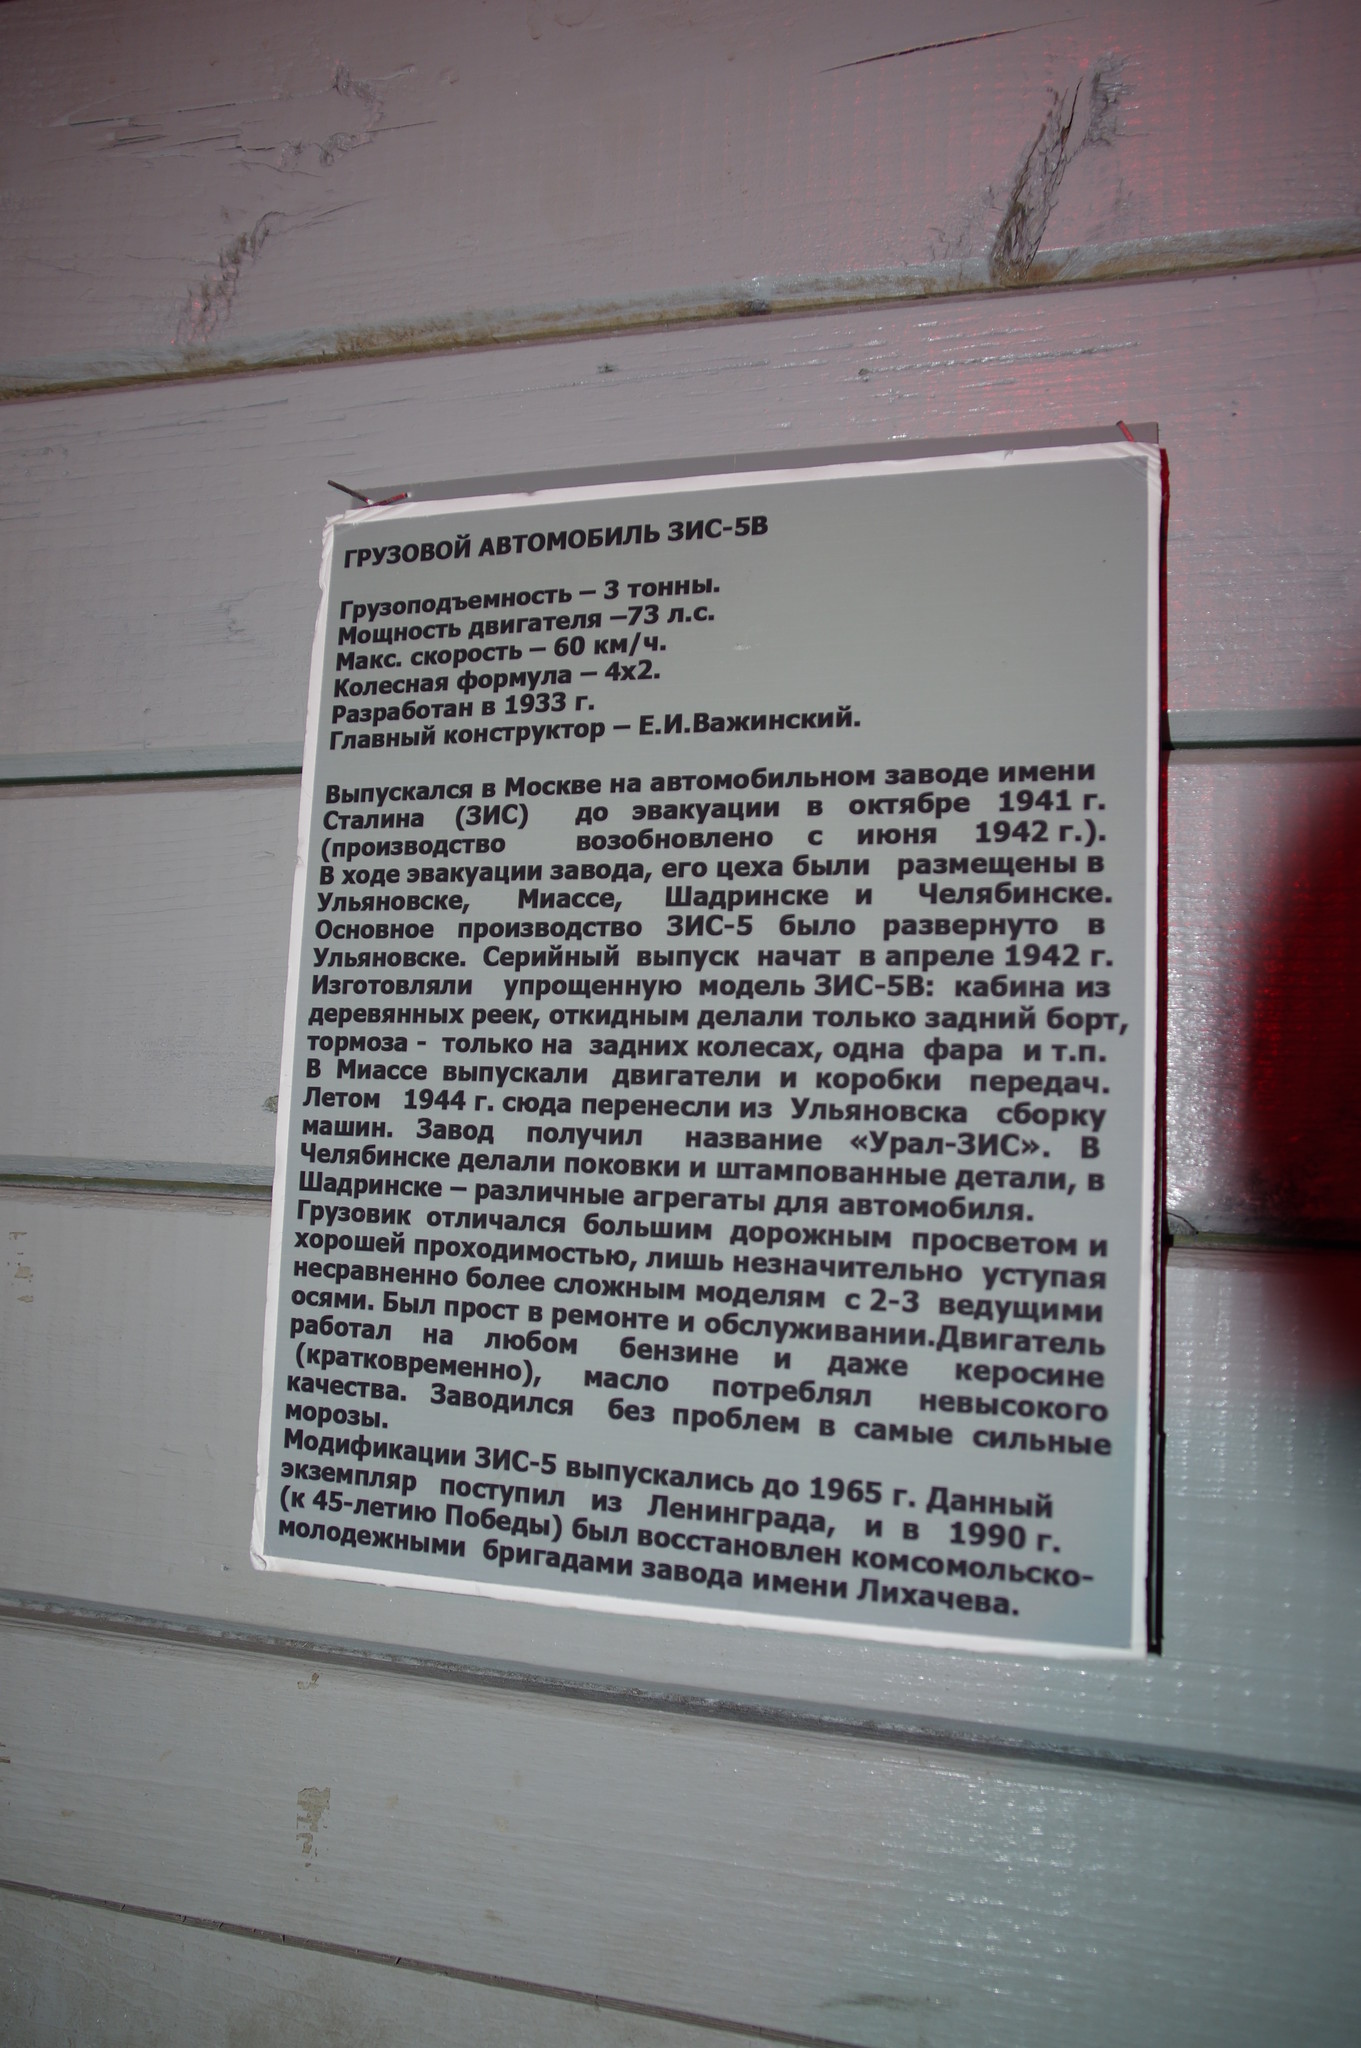 ГРУЗОВОЙ АВТОМОБИЛЬ ЗИС-5В
Грузоподъемность – 3 тонны.
Мощность двигателя –73 л.с.
Макс. скорость – 60 км/ч.
Колесная формула – 4х2.
Разработан в 1933 г.
Главный конструктор – Е.И.Важинский.
Выпускался в Москве на автомобильном заводе имени
Сталина (ЗИС) до эвакуации в октябре 1941 г.
(производство возобновлено с июня 1942 г.).
В ходе эвакуации завода, его цеха были размещены в
Ульяновске, Миассе, Шадринске и Челябинске.
Основное производство ЗИС-5 было развернуто в
Ульяновске. Серийный выпуск начат в апреле 1942 г.
Изготовляли упрощенную модель ЗИС-5В: кабина из
деревянных реек, откидным делали только задний борт,
тормоза - только на задних колесах, одна фара и т.п.
В Миассе выпускали двигатели и коробки передач.
Летом 1944 г. сюда перенесли из Ульяновска сборку
машин. Завод получил название «Урал-ЗИС». В
Челябинске делали поковки и штампованные детали, в
Шадринске – различные агрегаты для автомобиля.
Грузовик отличался большим дорожным просветом и
хорошей проходимостью, лишь незначительно уступая
несравненно более сложным моделям с 2-3 ведущими
осями. Был прост в ремонте и обслуживании.Двигатель
работал на любом бензине и даже керосине
(кратковременно), масло потреблял невысокого
качества. Заводился без проблем в самые сильные
морозы.
Модификации ЗИС-5 выпускались до 1965 г. Данный
экземпляр поступил из Ленинграда, и в 1990 г.
(к 45-летию Победы) был восстановлен комсомольско-
молодежными бригадами завода имени Лихачева.